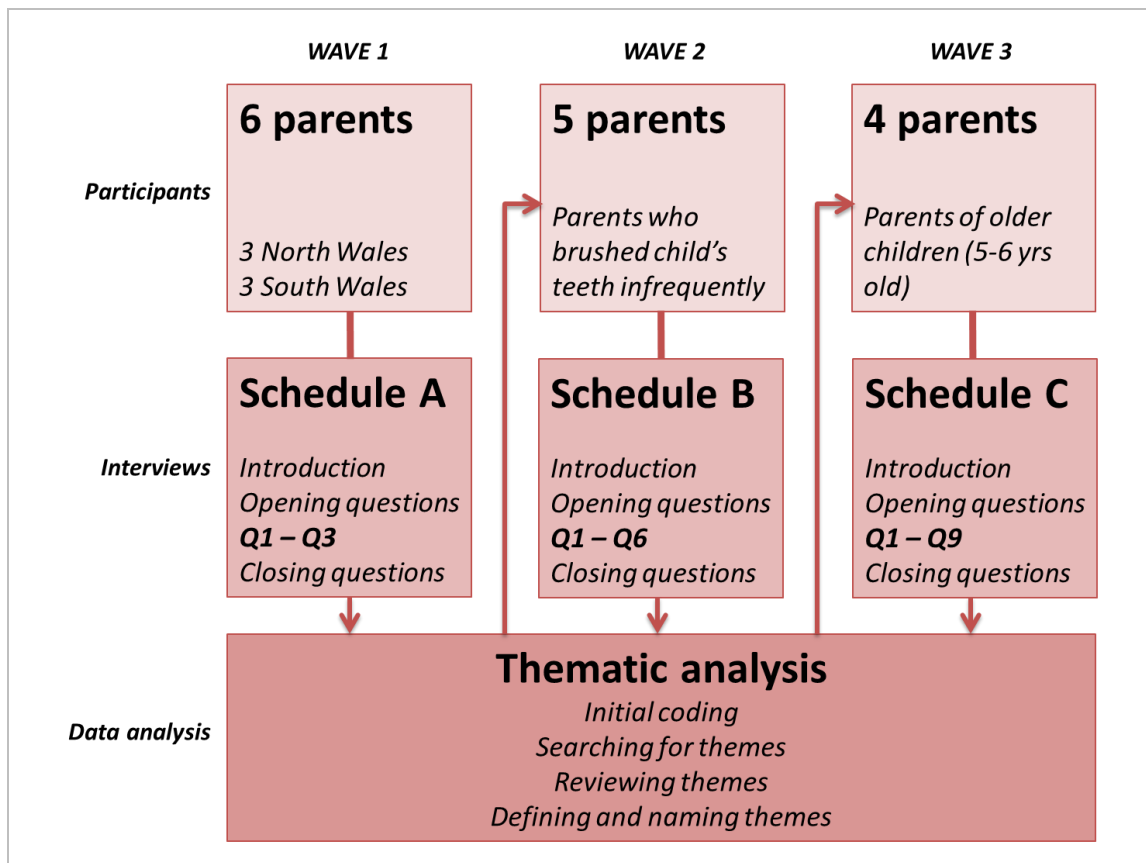 WAVE 1
WAVE 2
WAVE 3
Participants
6 parents
3 North Wales
3 South Wales
5 parents
Parents who
brushed child’s
teeth infrequently
4 parents
Parents of older
children (5-6 yrs
old)
Interviews
Schedule A
Introduction
Opening questions
Q1 – Q3
Closing questions
Schedule B
Introduction
Opening questions
Q1 – Q6
Closing questions
Schedule C
Introduction
Opening questions
Q1 – Q9
Closing questions
Data analysis
Thematic analysis
Initial coding
Searching for themes
Reviewing themes
Defining and naming themes